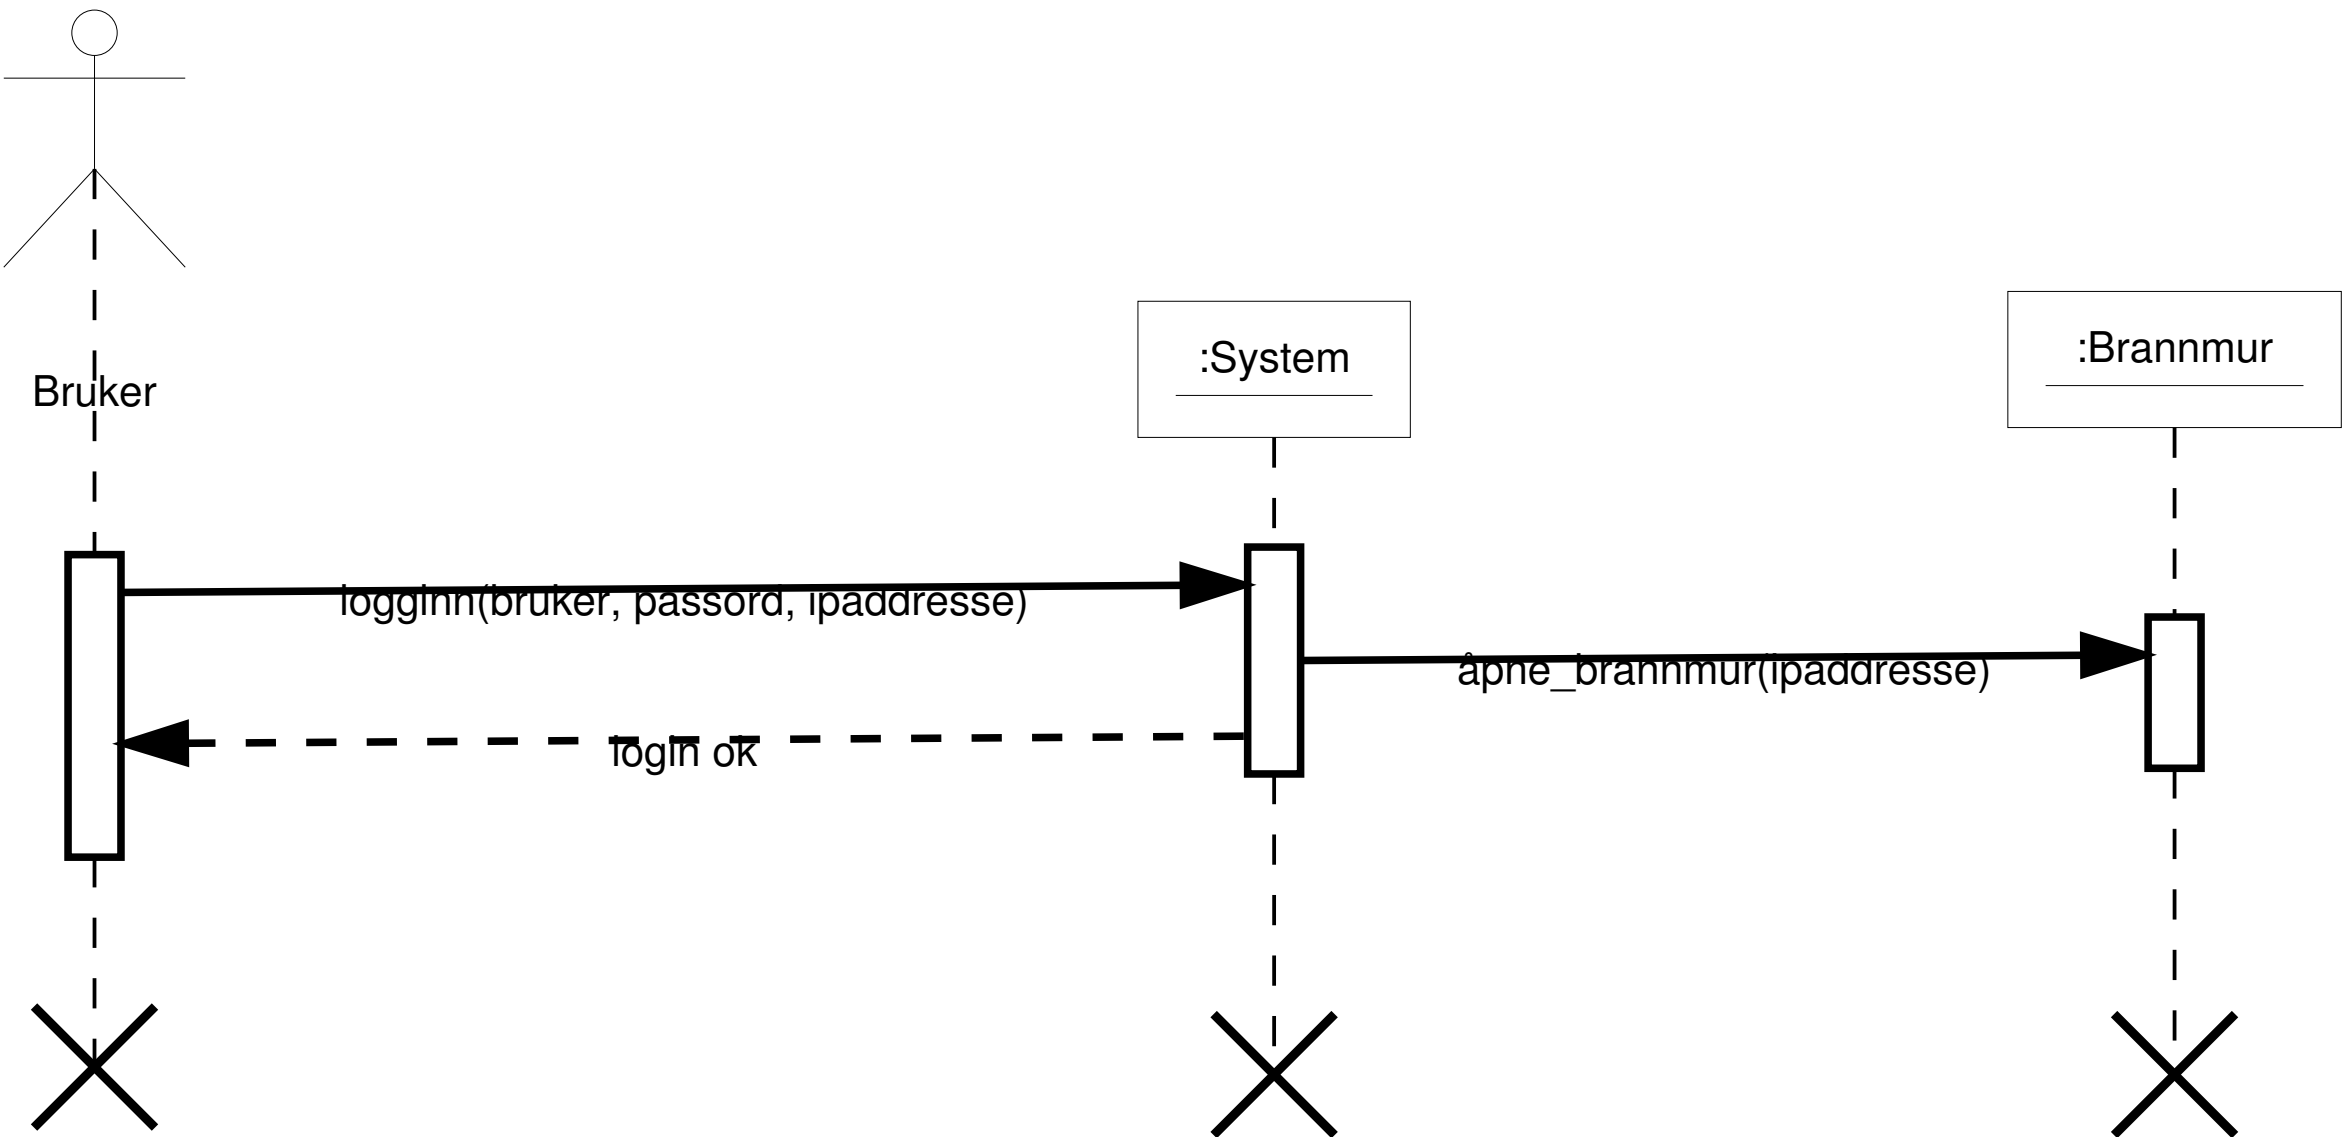 :Brannmur
:System
Bruker
logginn(bruker, passord, ipaddresse)
åpne_brannmur(ipaddresse)
login ok